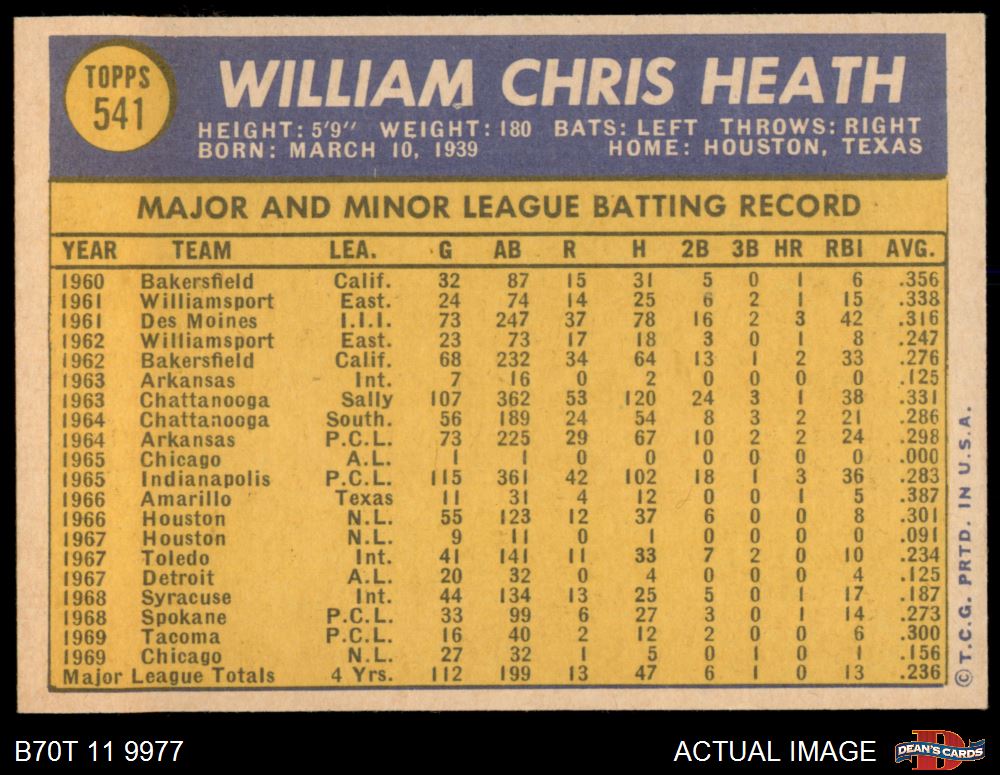 TOPPS
541
WILLIAM CHRIS HEATH
HEIGHT: 5'9" WEIGHT: 180 BATS: LEFT THROWS: RIGHT
BORN: MARCH 10, 1939 HOME: HOUSTON, TEXAS
MAJOR AND MINOR LEAGUE BATTING RECORD
YEAR TEAM LEA. G AB R H 2B 3B HR RBI AVG.
1960 Bakersfield Calif. 32 87 15 31 5 0 1 6 .356
1961 Williamsport East. 24 74 14 25 6 2 1 15 .338
1961 Des Moines I.I.I. 73 247 37 78 16 2 3 42 .316
1962 Williamsport East. 23 73 17 18 3 0 1 8 .247
1962 Bakersfield Calif. 68 232 34 64 13 1 2 33 .276
1963 Arkansas Int. 7 16 0 2 0 0 0 0 .125
1963 Chattanooga Sally 107 362 53 120 24 3 1 38 .331
1964 Chattanooga South. 56 189 24 54 8 3 2 21 .286
1964 Arkansas P.C.L. 73 225 29 67 10 2 2 24 .298
1965 Chicago A.L. 1 1 0 0 0 0 0 0 .000
1965 Indianapolis P.C.L. 115 361 42 102 18 1 3 36 .283
1966 Amarillo Texas 11 31 4 12 0 0 1 5 .387
1966 Houston N.L. 55 123 12 37 6 0 0 8 .301
1967 Houston N.L. 9 11 0 1 0 0 0 0 .091
1967 Toledo Int. 41 141 11 33 7 2 0 10 .234
1967 Detroit A.L. 20 32 0 4 0 0 0 4 .125
1968 Syracuse Int. 44 134 13 25 5 0 1 17 .187
1968 Spokane P.C.L. 33 99 6 27 3 0 1 14 .273
1969 Tacoma P.C.L. 16 40 2 12 2 0 0 6 .300
1969 Chicago N.L. 27 32 1 5 0 1 0 1 .156
Major League Totals 4 Yrs. 112 199 13 47 6 1 0 13 .236
© T.C.G. PRTD. IN U.S.A.
B70T 11 9977 ACTUAL IMAGE
DEAN'S CARDS